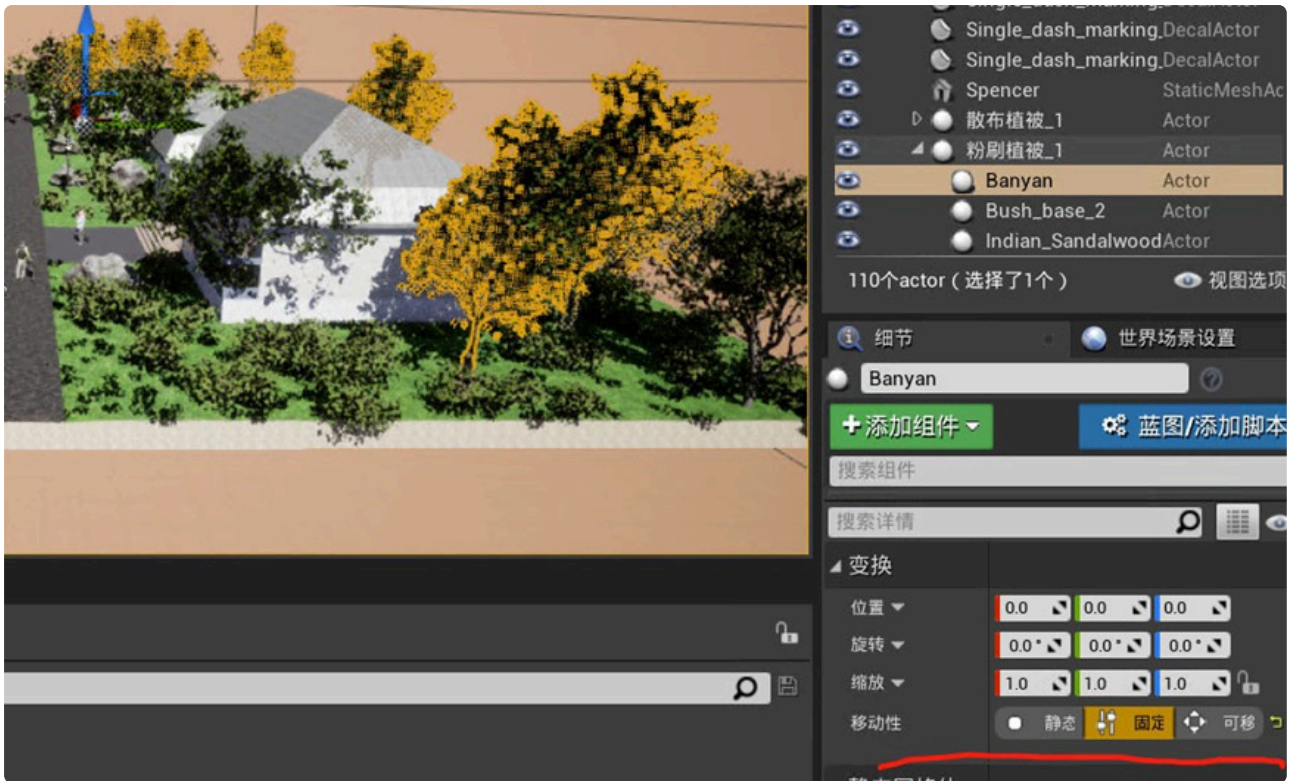 Single_dash_marking_DecalActor
Single_dash_marking_DecalActor
Single_dash_marking_DecalActor
Spencer StaticMeshAc
散布植被_1 Actor
粉刷植被_1 Actor
Banyan Actor
Bush_base_2 Actor
Indian_SandalwoodActor
110个actor（选择了1个） 视图选项
细节 世界场景设置
Banyan
添加组件 蓝图/添加脚本
搜索组件
搜索详情
变换
位置 0.0 0.0 0.0
旋转 0.0° 0.0° 0.0°
缩放 1.0 1.0 1.0
移动性 静态 固定 可移